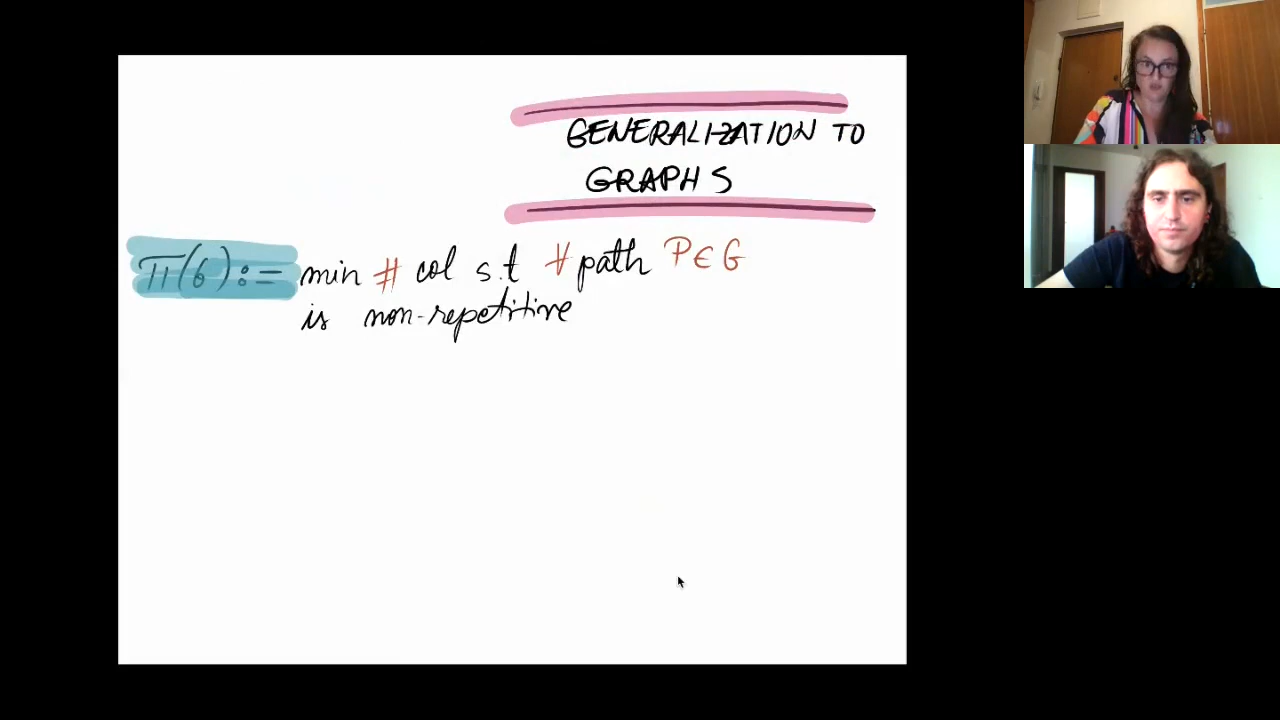 GENERALIZATION TO
GRAPHS
π(G) := min # col s.t ∀ path P ∈ G
is non-repetitive